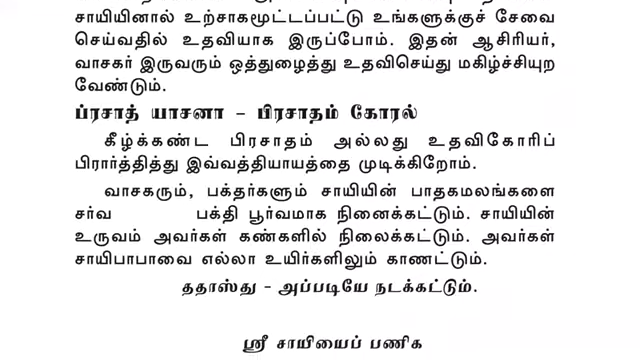 சாயியினால் உற்சாகமூட்டப்பட்டு உங்களுக்குச் சேவை
செய்வதில் உதவியாக இருப்போம். இதன் ஆசிரியர்,
வாசகர் இருவரும் ஒத்துழைத்து உதவிசெய்து மகிழ்ச்சியுற
வேண்டும்.
ப்ரசாத் யாசனா – பிரசாதம் கோரல்
கீழ்க்கண்ட பிரசாதம் அல்லது உதவிகோரிப்
பிரார்த்தித்து இவ்வத்தியாயத்தை முடிக்கிறோம்.
வாசகரும், பக்தர்களும் சாயியின் பாதகமலங்களை
சர்வ பக்தி பூர்வமாக நினைக்கட்டும். சாயியின்
உருவம் அவர்கள் கண்களில் நிலைக்கட்டும். அவர்கள்
சாயிபாபாவை எல்லா உயிர்களிலும் காணட்டும்.
ததாஸ்து – அப்படியே நடக்கட்டும்.
ஸ்ரீ சாயியைப் பணிக